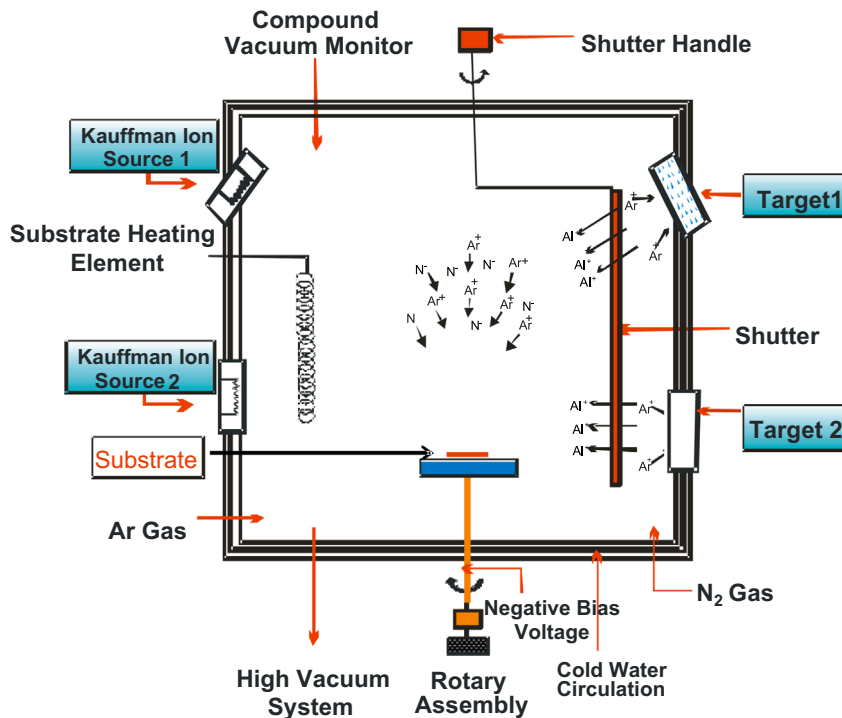 Compound
Vacuum Monitor
Shutter Handle
Kauffman Ion
Source 1
Target1
Substrate Heating
Element
Ar+
Al+
Ar+
Al+
Al+
Al+
N-
N-
Ar+
N-
Ar+
Ar+
Ar+
Ar+
N-
N
N-
Ar+
Shutter
Kauffman Ion
Source 2
Target 2
Al+
Ar+
Al+
Al+
Ar+
Substrate
Ar Gas
N2 Gas
Negative Bias
Voltage
High Vacuum
System
Rotary
Assembly
Cold Water
Circulation